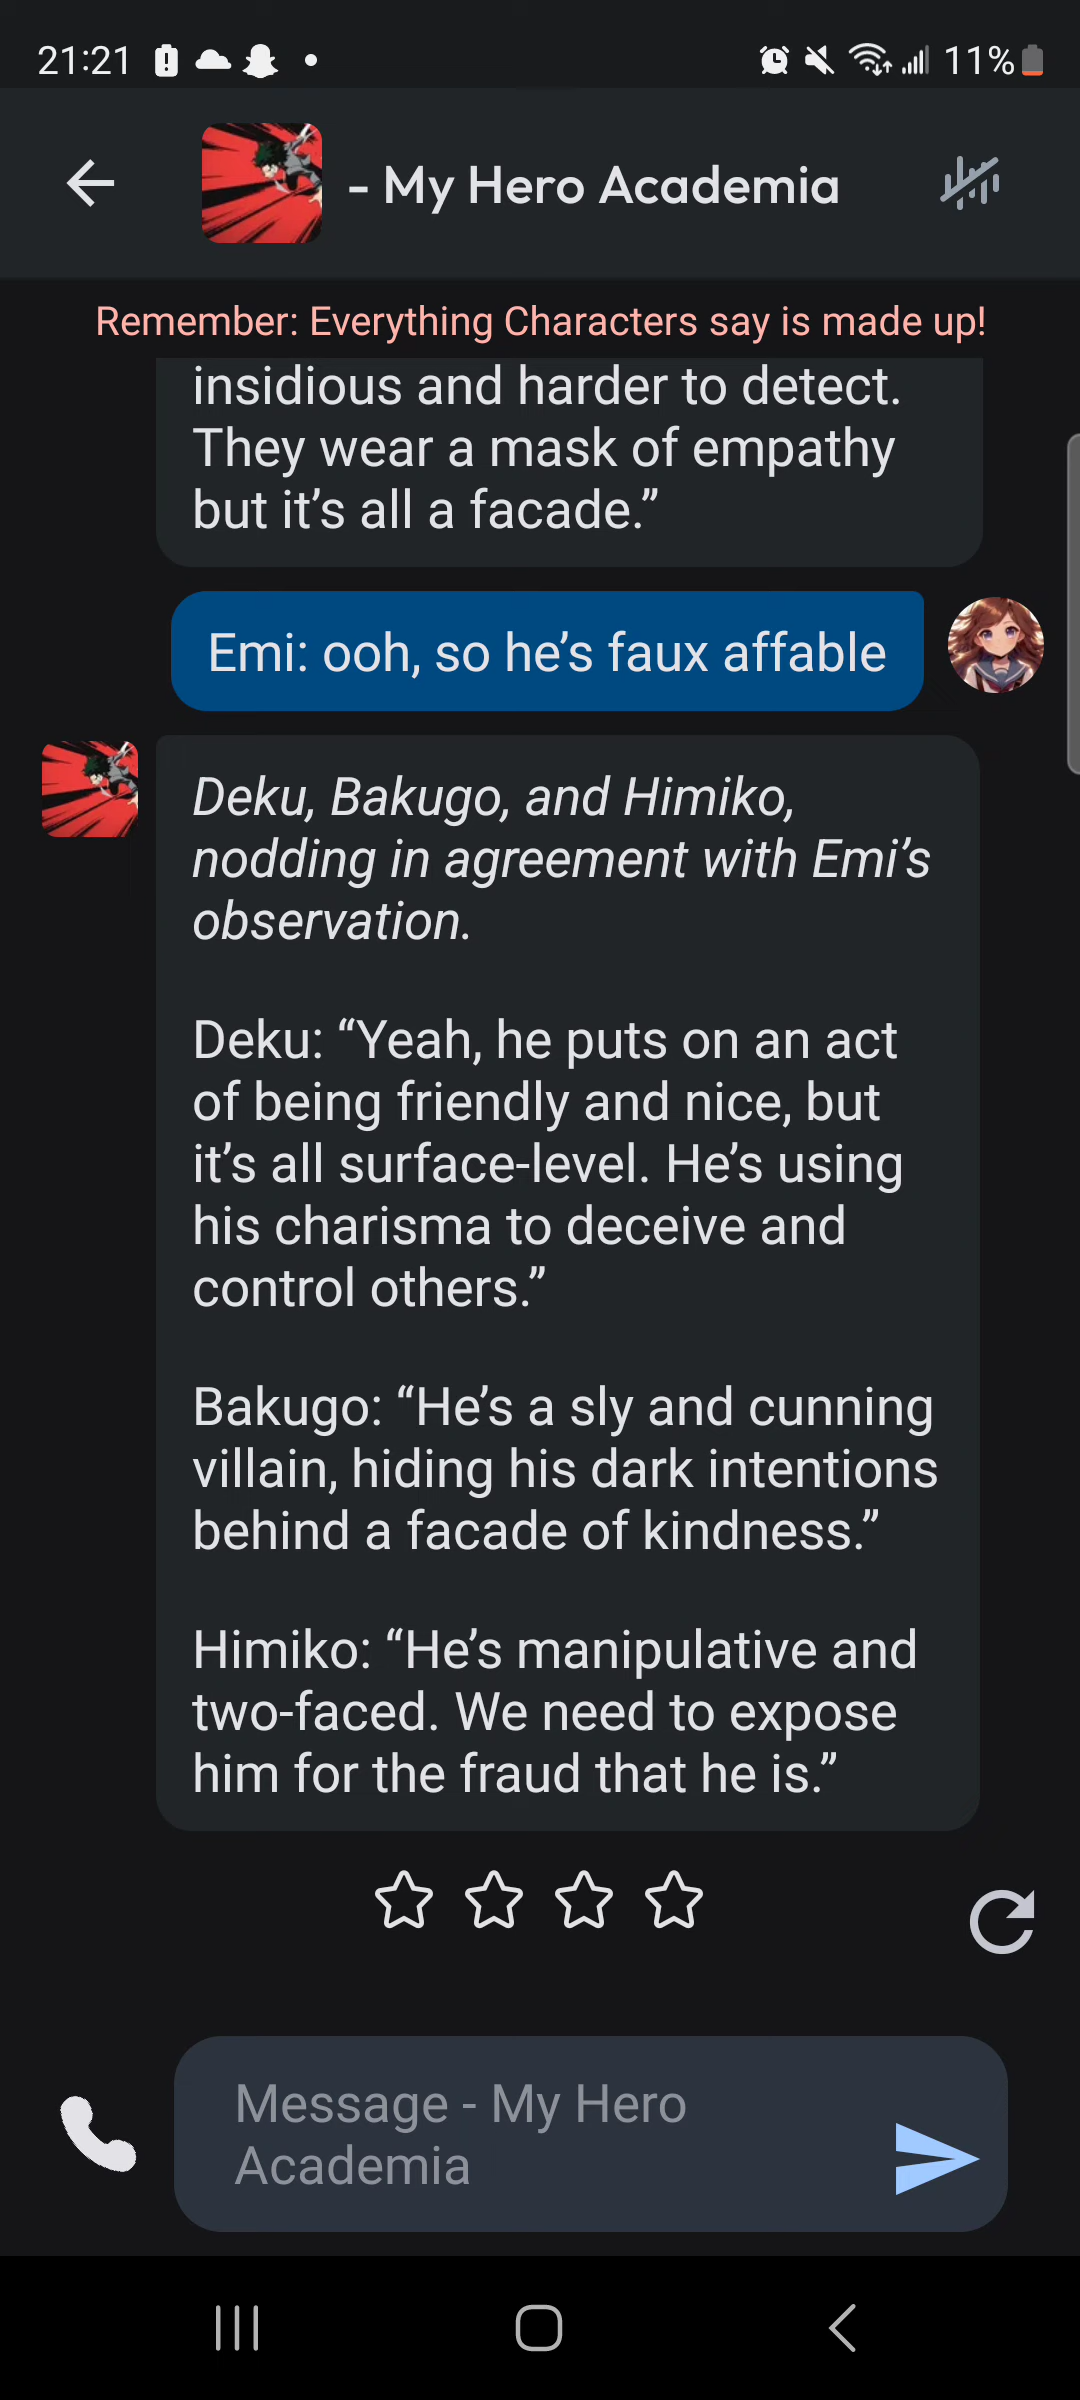 21:21
11%
- My Hero Academia
Remember: Everything Characters say is made up!
insidious and harder to detect.
They wear a mask of empathy
but it’s all a facade.”
Emi: ooh, so he’s faux affable
Deku, Bakugo, and Himiko,
nodding in agreement with Emi’s
observation.
Deku: “Yeah, he puts on an act
of being friendly and nice, but
it’s all surface-level. He’s using
his charisma to deceive and
control others.”
Bakugo: “He’s a sly and cunning
villain, hiding his dark intentions
behind a facade of kindness.”
Himiko: “He’s manipulative and
two-faced. We need to expose
him for the fraud that he is.”
Message - My Hero
Academia